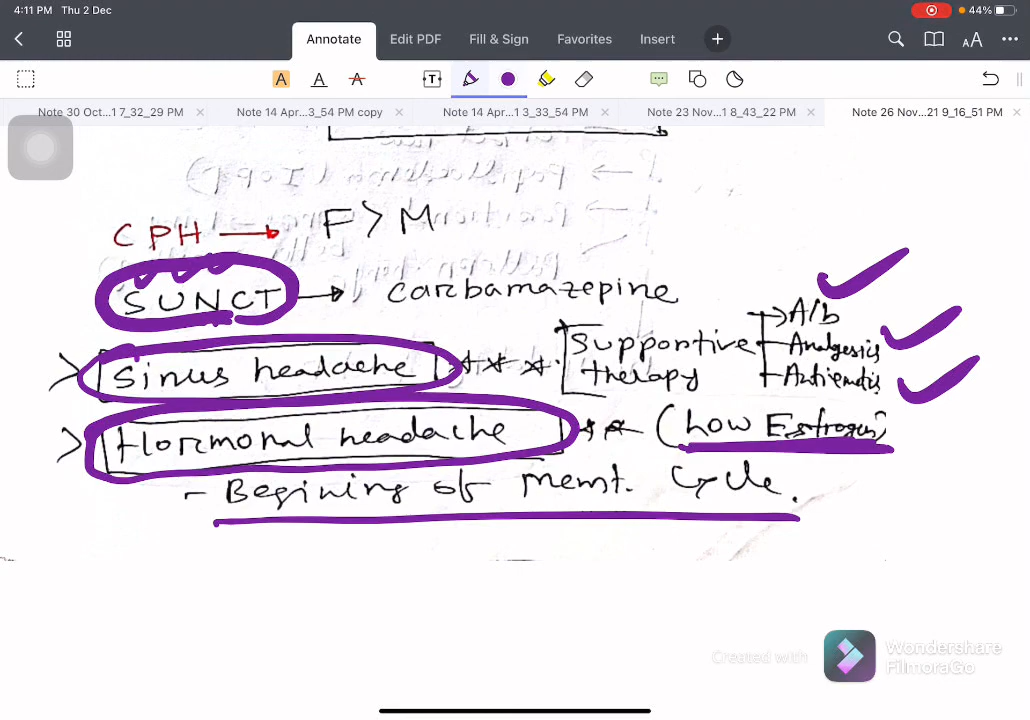 4:11 PM Thu 2 Dec 44%
Annotate Edit PDF Fill & Sign Favorites Insert
Note 30 Oct...1 7_32_29 PM Note 14 Apr...3_54 PM copy Note 14 Apr...1 3_33_54 PM Note 23 Nov...1 8_43_22 PM Note 26 Nov...21 9_16_51 PM
CPH → F > M
SUNCT → carbamazepine
> Sinus headache *** Supportive therapy → A/b
Analgesics
Antiemetis
> Hormonal headache ** (Low Estrogen)
- Begining of menst. Cycle.
Created with Wondershare FilmoraGo